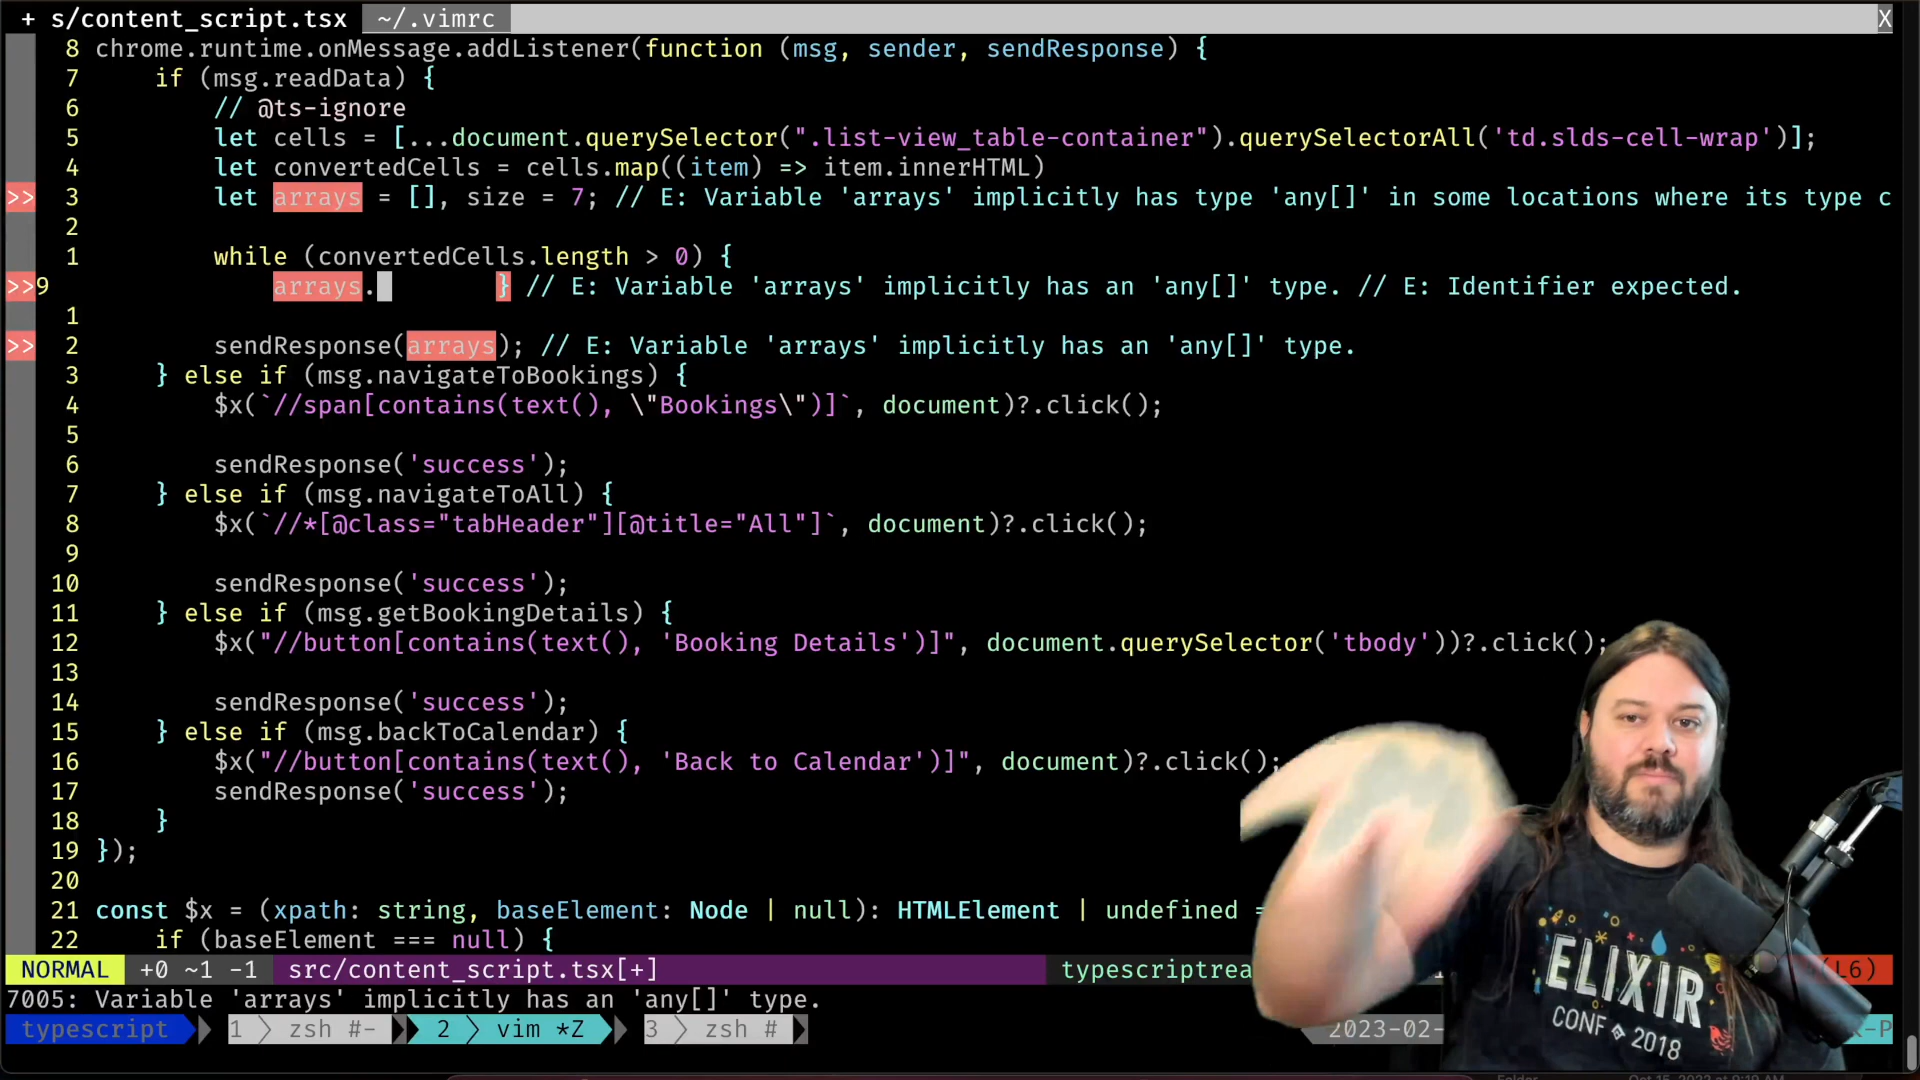 + s/content_script.tsx ~/.vimrc X
8 chrome.runtime.onMessage.addListener(function (msg, sender, sendResponse) {
7 if (msg.readData) {
6 // @ts-ignore
5 let cells = [...document.querySelector(".list-view_table-container").querySelectorAll('td.slds-cell-wrap')];
4 let convertedCells = cells.map((item) => item.innerHTML)
>> 3 let arrays = [], size = 7; // E: Variable 'arrays' implicitly has type 'any[]' in some locations where its type c
2
1 while (convertedCells.length > 0) {
>>9 arrays. } // E: Variable 'arrays' implicitly has an 'any[]' type. // E: Identifier expected.
1
>> 2 sendResponse(arrays); // E: Variable 'arrays' implicitly has an 'any[]' type.
3 } else if (msg.navigateToBookings) {
4 $x(`//span[contains(text(), \"Bookings\")]`, document)?.click();
5
6 sendResponse('success');
7 } else if (msg.navigateToAll) {
8 $x(`//*[@class="tabHeader"][@title="All"]`, document)?.click();
9
10 sendResponse('success');
11 } else if (msg.getBookingDetails) {
12 $x("//button[contains(text(), 'Booking Details')]", document.querySelector('tbody'))?.click();
13
14 sendResponse('success');
15 } else if (msg.backToCalendar) {
16 $x("//button[contains(text(), 'Back to Calendar')]", document)?.click();
17 sendResponse('success');
18 }
19 });
20
21 const $x = (xpath: string, baseElement: Node | null): HTMLElement | undefined =
22 if (baseElement === null) {
NORMAL +0 ~1 -1 src/content_script.tsx[+] typescriptrea (L6)
7005: Variable 'arrays' implicitly has an 'any[]' type.
typescript 1 zsh #- 2 vim *Z 3 zsh # 2023-02- -P
ELIXIR
CONF 2018